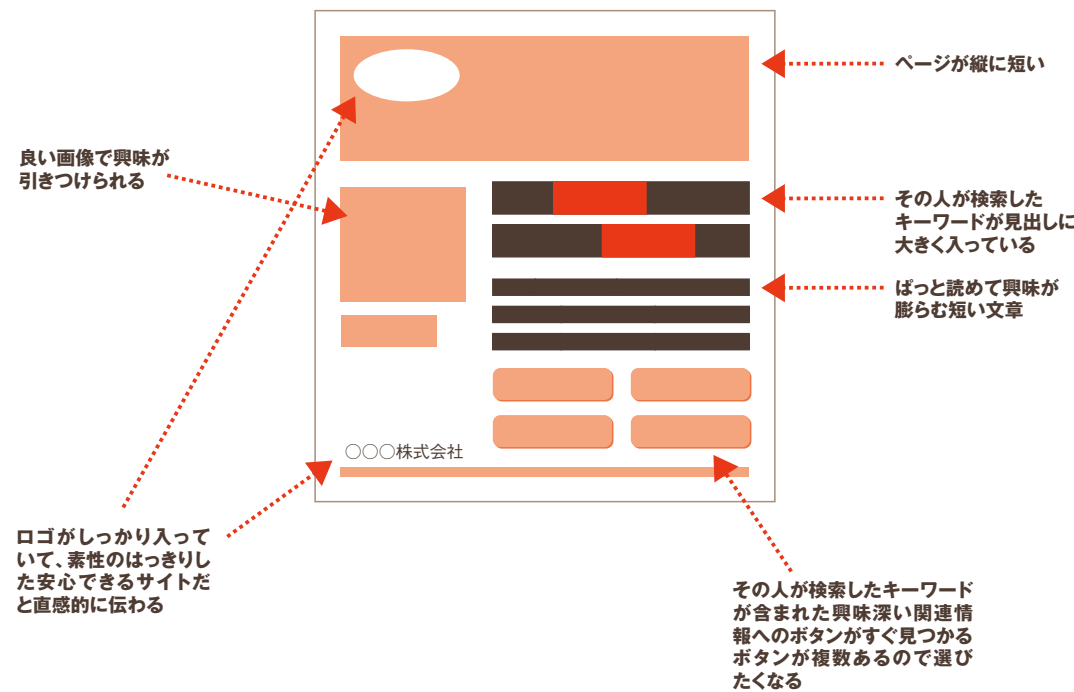 ページが縦に短い
良い画像で興味が
引きつけられる
その人が検索した
キーワードが見出しに
大きく入っている
ぱっと読めて興味が
膨らむ短い文章
○○○株式会社
ロゴがしっかり入って
いて、素性のはっきりし
た安心できるサイトだ
と直感的に伝わる
その人が検索したキーワード
が含まれた興味深い関連情
報へのボタンがすぐ見つかる
ボタンが複数あるので選び
たくなる